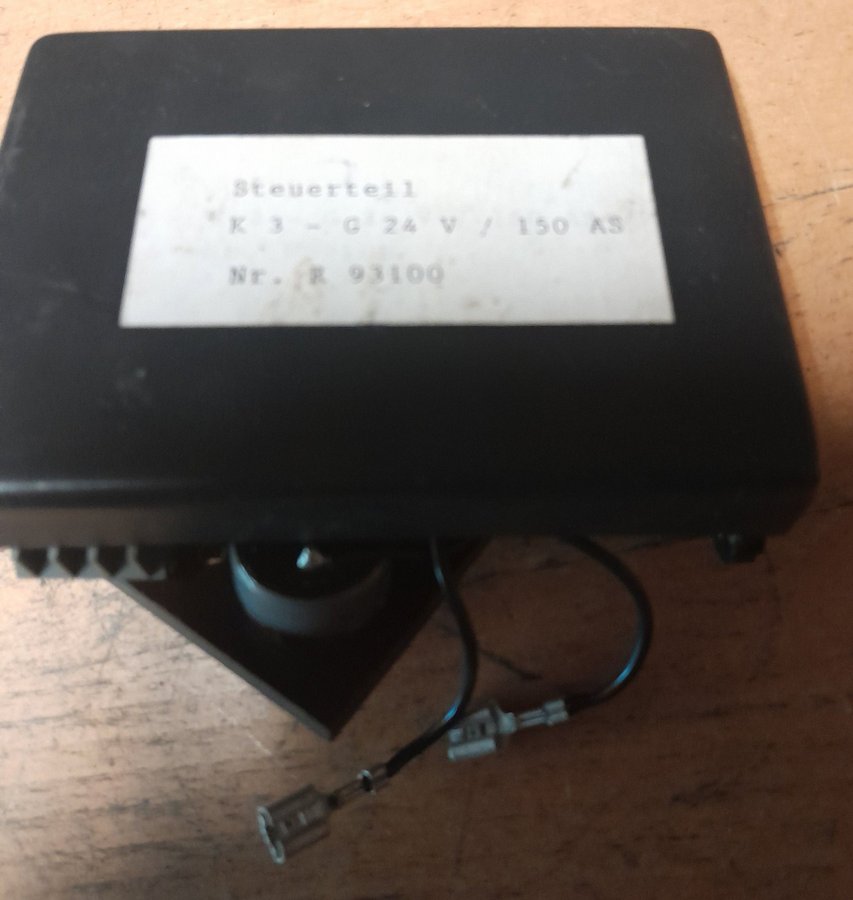 Steuerteil
K 3 - G 24 V / 150 AS
Nr. R 93100